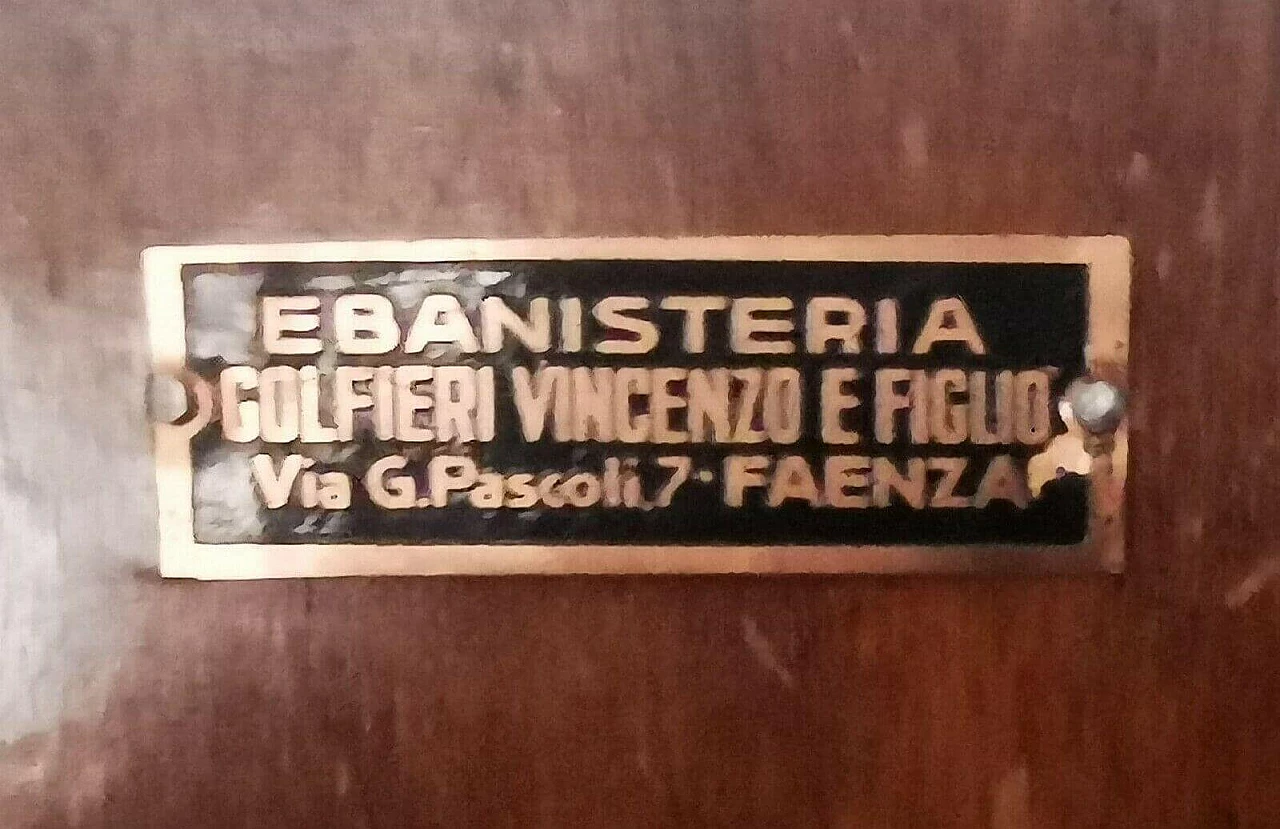 EBANISTERIA
GOLFIERI VINCENZO E FIGLIO
Via G. Pascoli, 7 · FAENZA